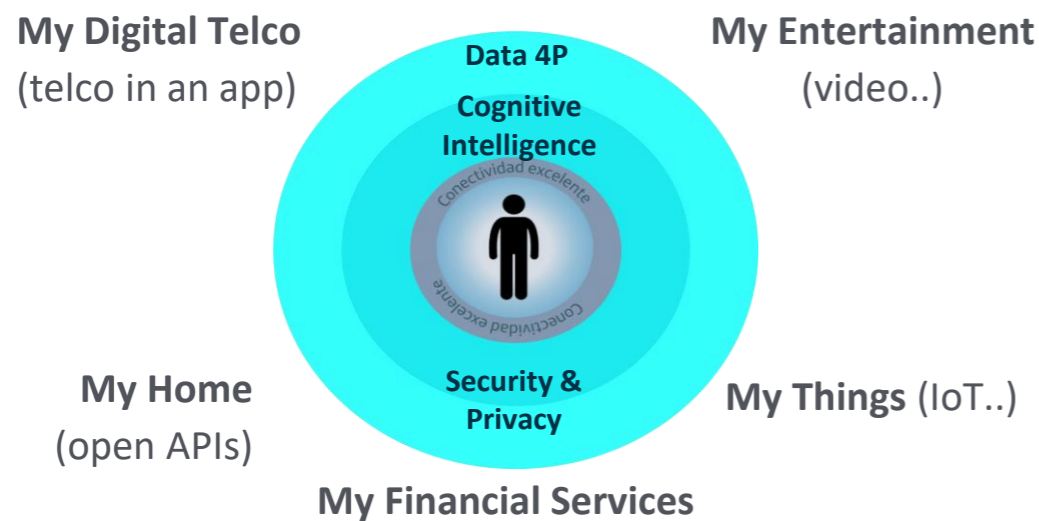 My Digital Telco
(telco in an app)
My Entertainment
(video..)
Data 4P
Cognitive
Intelligence
Conectividad excelente
Conectividad excelente
Security &
Privacy
My Home
(open APIs)
My Things (IoT..)
My Financial Services